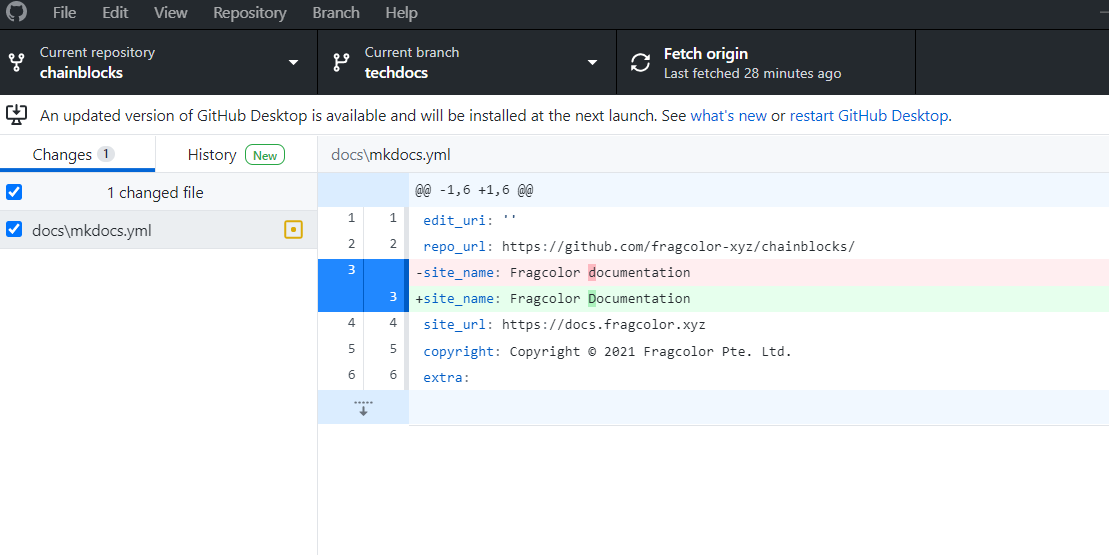 File Edit View Repository Branch Help
Current repository
chainblocks
Current branch
techdocs
Fetch origin
Last fetched 28 minutes ago
An updated version of GitHub Desktop is available and will be installed at the next launch. See what's new or restart GitHub Desktop.
Changes 1
History New
docs\mkdocs.yml
1 changed file
docs\mkdocs.yml
@@ -1,6 +1,6 @@
1 1 edit_uri: ''
2 2 repo_url: https://github.com/fragcolor-xyz/chainblocks/
3 -site_name: Fragcolor documentation
3 +site_name: Fragcolor Documentation
4 4 site_url: https://docs.fragcolor.xyz
5 5 copyright: Copyright © 2021 Fragcolor Pte. Ltd.
6 6 extra: